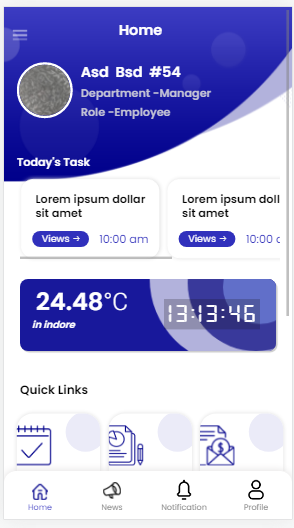 Home
Asd Bsd #54
Department -Manager
Role -Employee
Today's Task
Lorem ipsum dollar
sit amet
Views →
10:00 am
Lorem ipsum doll
sit amet
Views →
10:00 a
24.48°C
in indore
13:13:46
Quick Links
Home
News
Notification
Profile